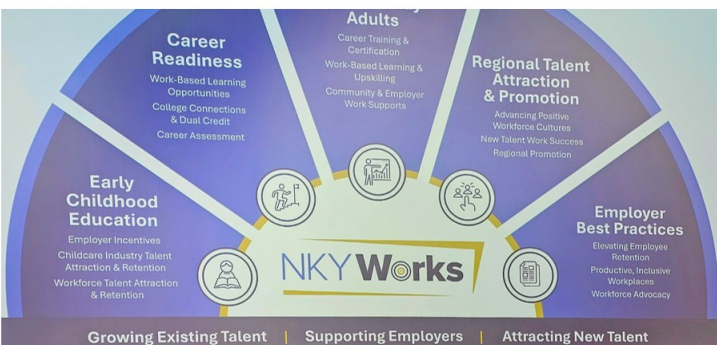 Early
Childhood
Education
Employer Incentives
Childcare Industry Talent
Attraction & Retention
Workforce Talent Attraction
& Retention
Career
Readiness
Work-Based Learning
Opportunities
College Connections
& Dual Credit
Career Assessment
Adults
Career Training &
Certification
Work-Based Learning &
Upskilling
Community & Employer
Work Supports
Regional Talent
Attraction
& Promotion
Advancing Positive
Workforce Cultures
New Talent Work Success
Regional Promotion
Employer
Best Practices
Elevating Employee
Retention
Productive, Inclusive
Workplaces
Workforce Advocacy
NKY Works
Growing Existing Talent | Supporting Employers | Attracting New Talent